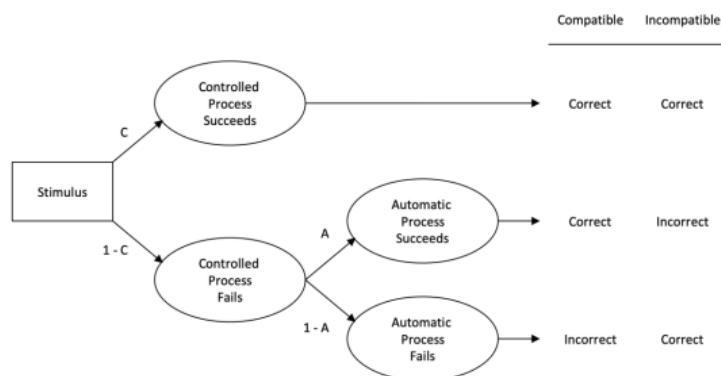 Compatible Incompatible
Controlled
Process
Succeeds
Correct Correct
C
Stimulus
Automatic
Process
Succeeds
Correct Incorrect
A
1 - C
Controlled
Process
Fails
1 - A
Automatic
Process
Fails
Incorrect Correct